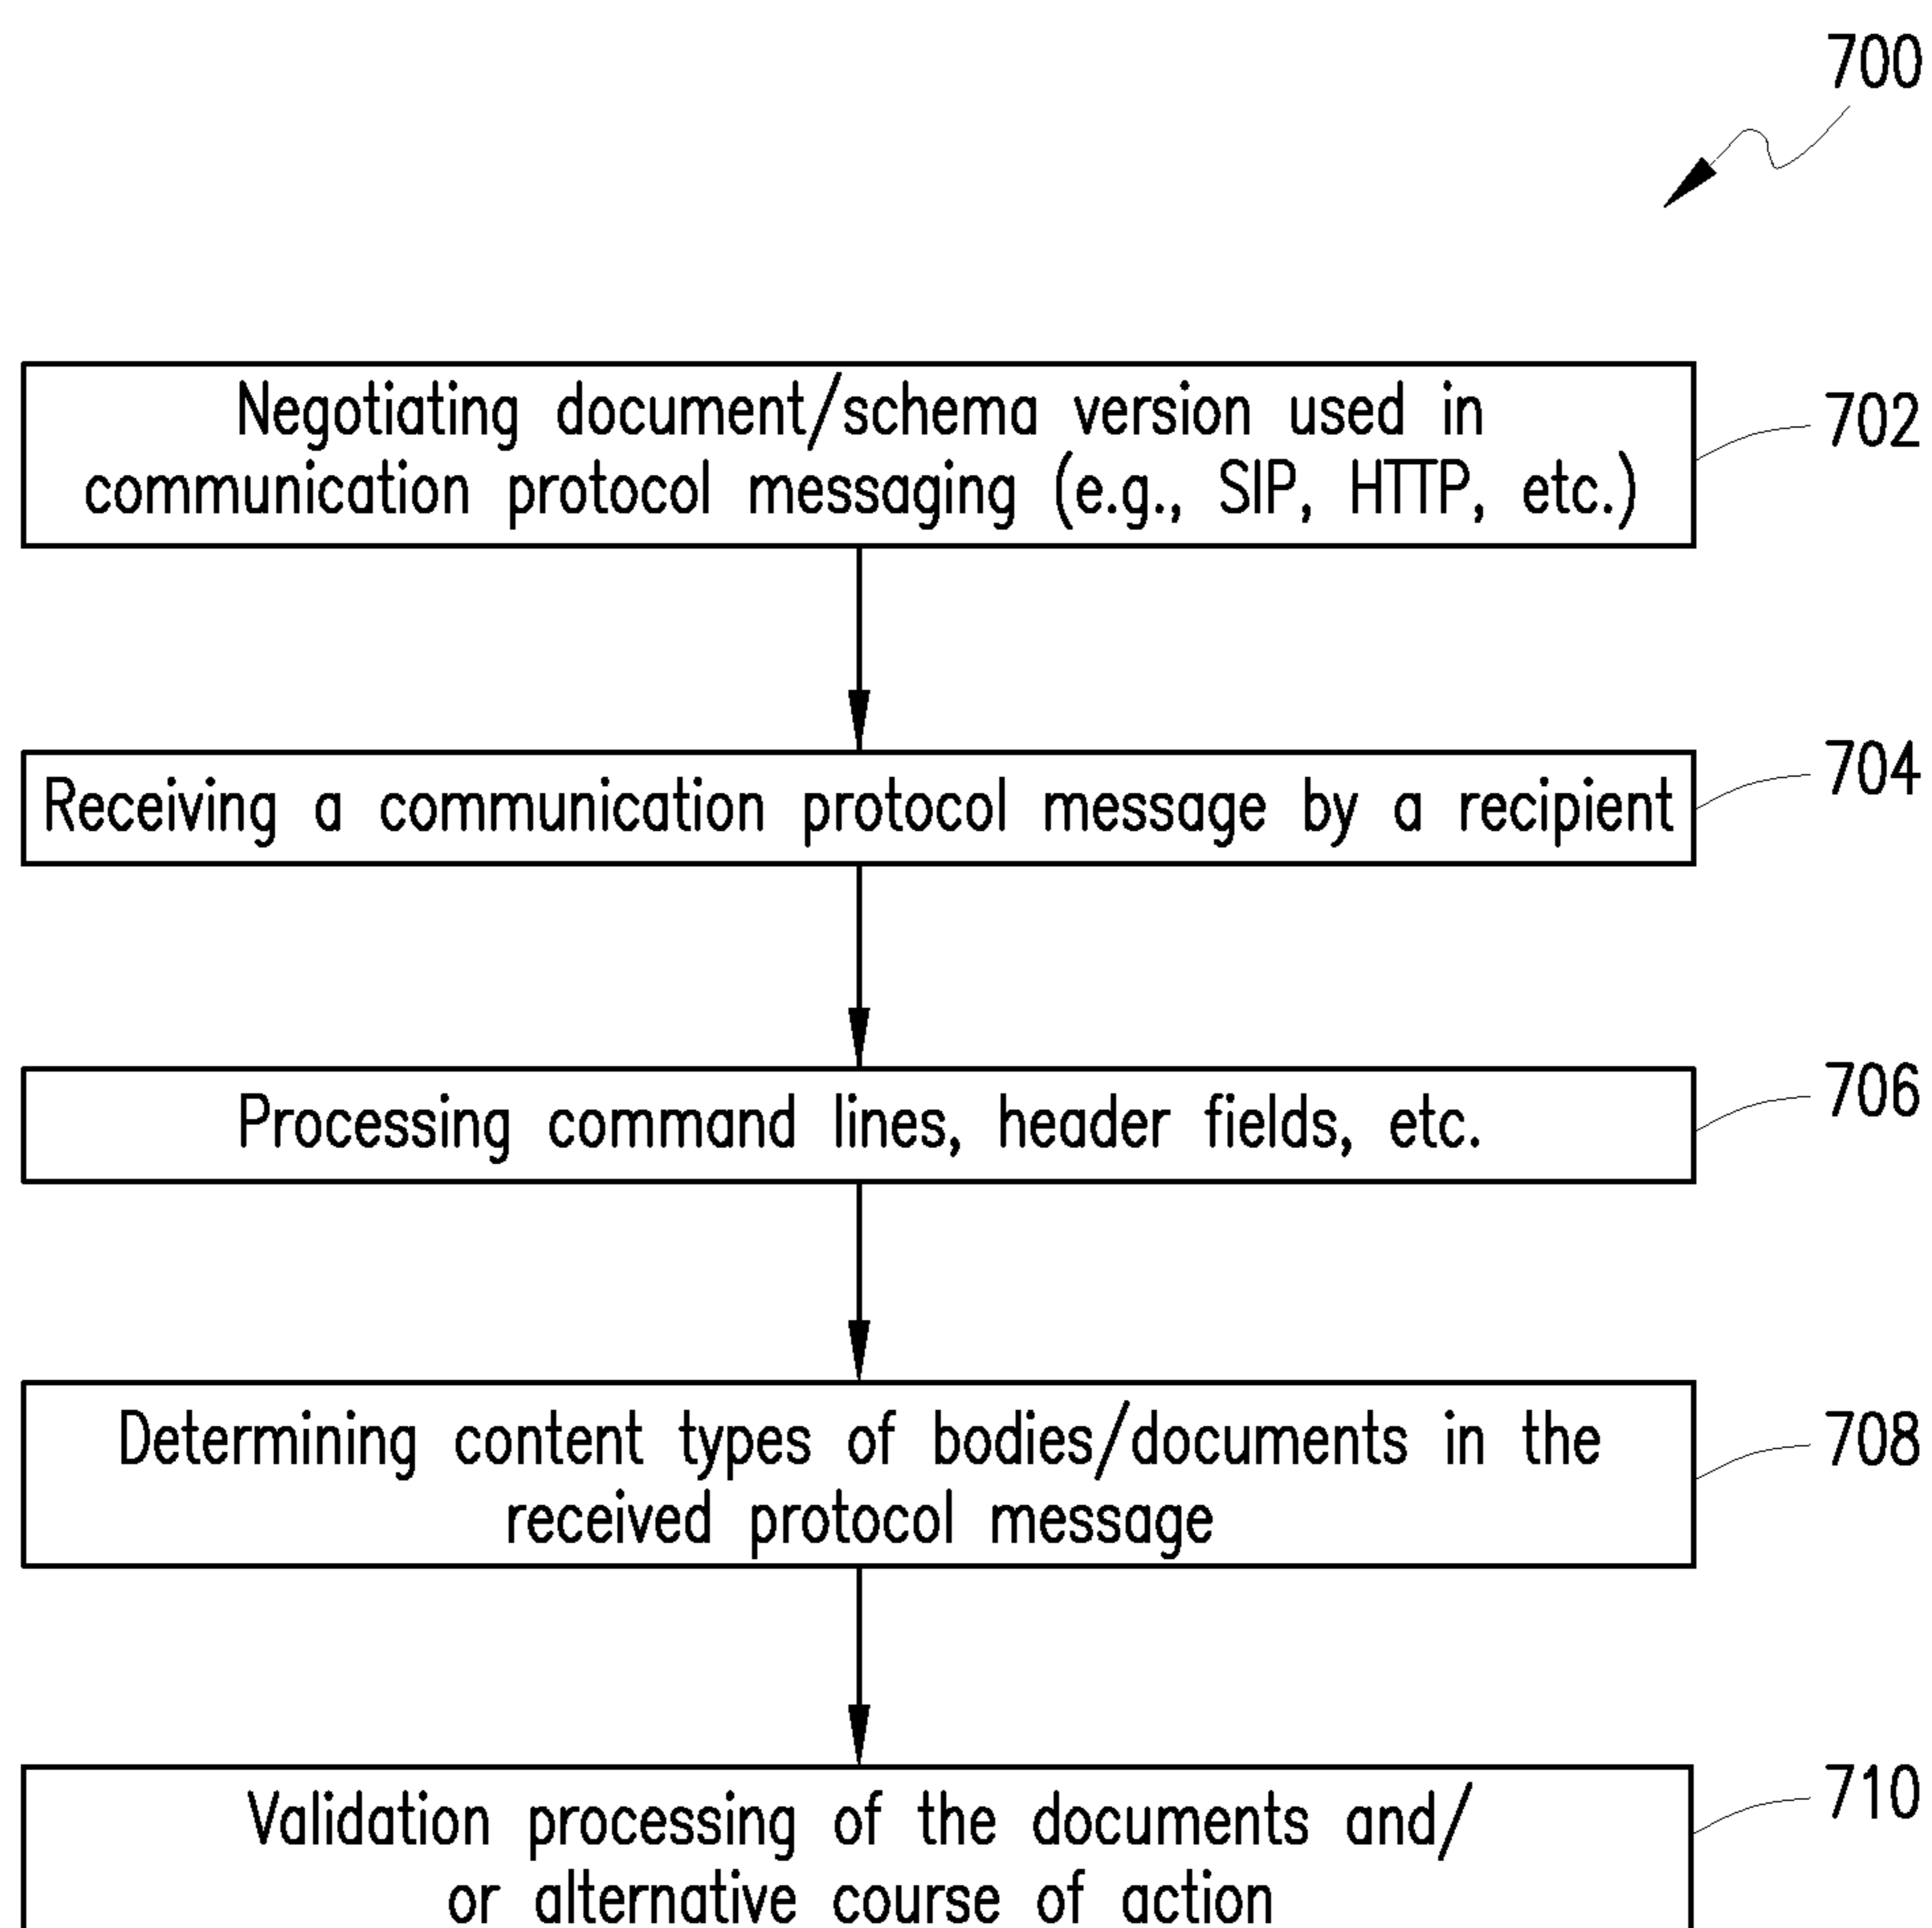 700
Negotiating document/schema version used in
communication protocol messaging (e.g., SIP, HTTP, etc.)
702
Receiving a communication protocol message by a recipient
704
Processing command lines, header fields, etc.
706
Determining content types of bodies/documents in the
received protocol message
708
Validation processing of the documents and/
or alternative course of action
710